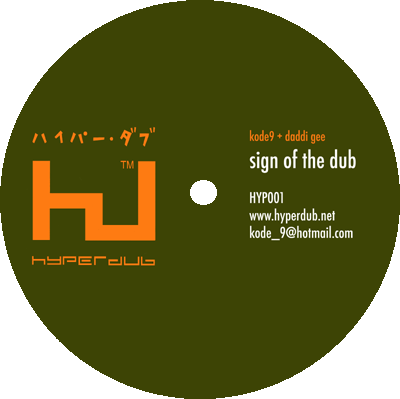 ハイパー・ダブ
TM
hyperdub
kode9 + daddi gee
sign of the dub
HYP001
www.hyperdub.net
kode_9@hotmail.com